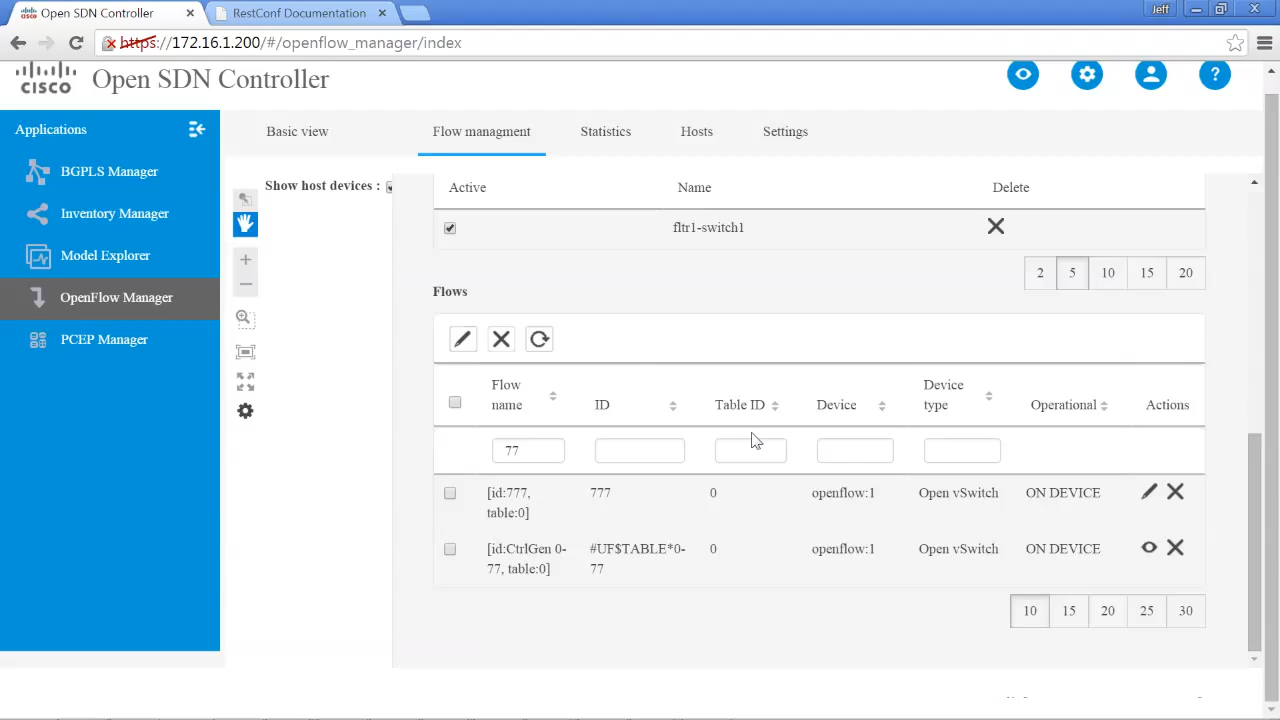 Open SDN Controller
RestConf Documentation
Jeff
https://172.16.1.200/#/openflow_manager/index
CISCO
Open SDN Controller
Applications
BGPLS Manager
Inventory Manager
Model Explorer
OpenFlow Manager
PCEP Manager
Basic view
Flow managment
Statistics
Hosts
Settings
Show host devices :
Active Name Delete
fltr1-switch1
2 5 10 15 20
Flows
Flow name ID Table ID Device Device type Operational Actions
77
[id:777, table:0] 777 0 openflow:1 Open vSwitch ON DEVICE
[id:CtrlGen 0-77, table:0] #UF$TABLE*0-77 0 openflow:1 Open vSwitch ON DEVICE
10 15 20 25 30